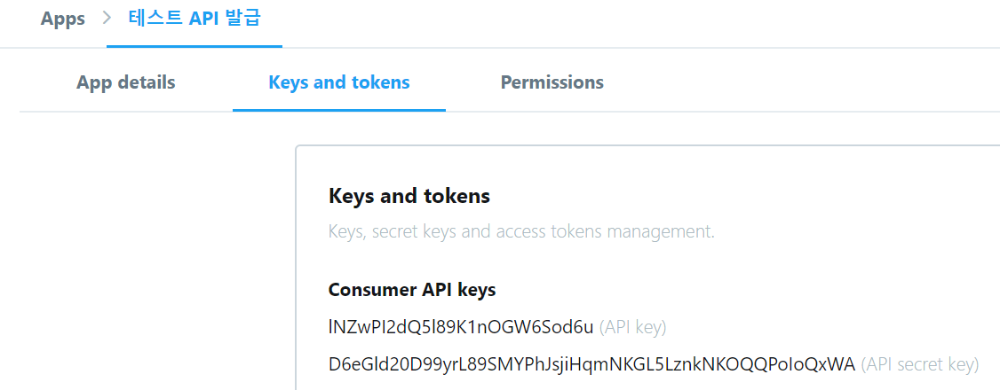 Apps > 테스트 API 발급
App details Keys and tokens Permissions
Keys and tokens
Keys, secret keys and access tokens management.
Consumer API keys
lNZwPI2dQ5l89K1nOGW6Sod6u (API key)
D6eGld20D99yrL89SMYPhJsjiHqmNKGL5LznkNKOQQPoIoQxWA (API secret key)